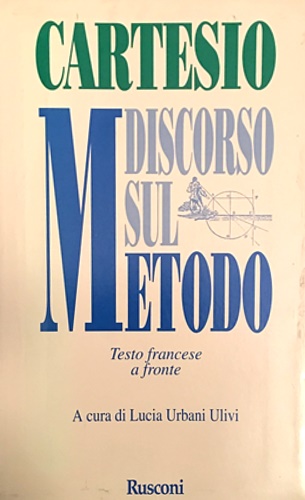 CARTESIO
DISCORSO
SUL
METODO
Testo francese
a fronte
A cura di Lucia Urbani Ulivi
Rusconi